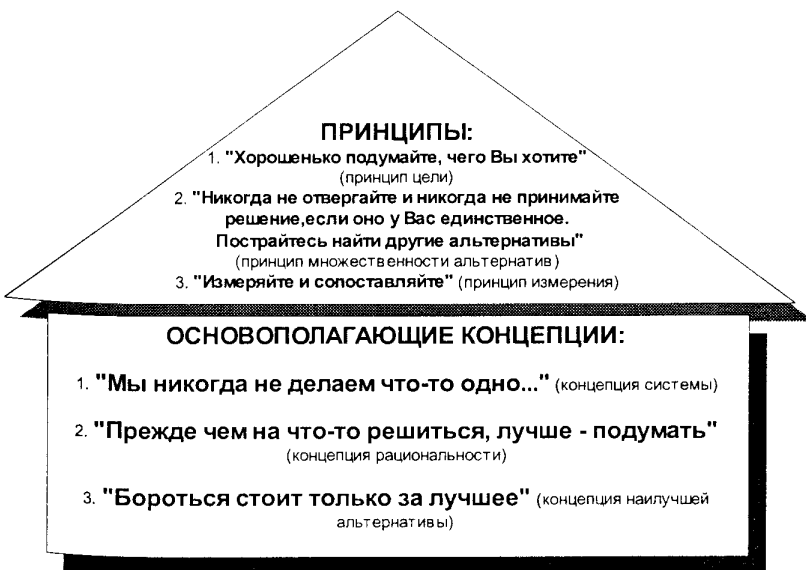 ПРИНЦИПЫ:
1. "Хорошенько подумайте, чего Вы хотите"
(принцип цели)
2. "Никогда не отвергайте и никогда не принимайте
решение,если оно у Вас единственное.
Пострайтесь найти другие альтернативы"
(принцип множественности альтернатив)
3. "Измеряйте и сопоставляйте" (принцип измерения)
ОСНОВОПОЛАГАЮЩИЕ КОНЦЕПЦИИ:
1. "Мы никогда не делаем что-то одно..." (концепция системы)
2. "Прежде чем на что-то решиться, лучше - подумать"
(концепция рациональности)
3. "Бороться стоит только за лучшее" (концепция наилучшей
альтернативы)